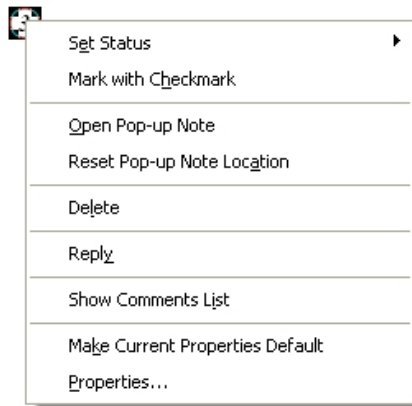 3
Set Status
Mark with Checkmark
Open Pop-up Note
Reset Pop-up Note Location
Delete
Reply
Show Comments List
Make Current Properties Default
Properties...